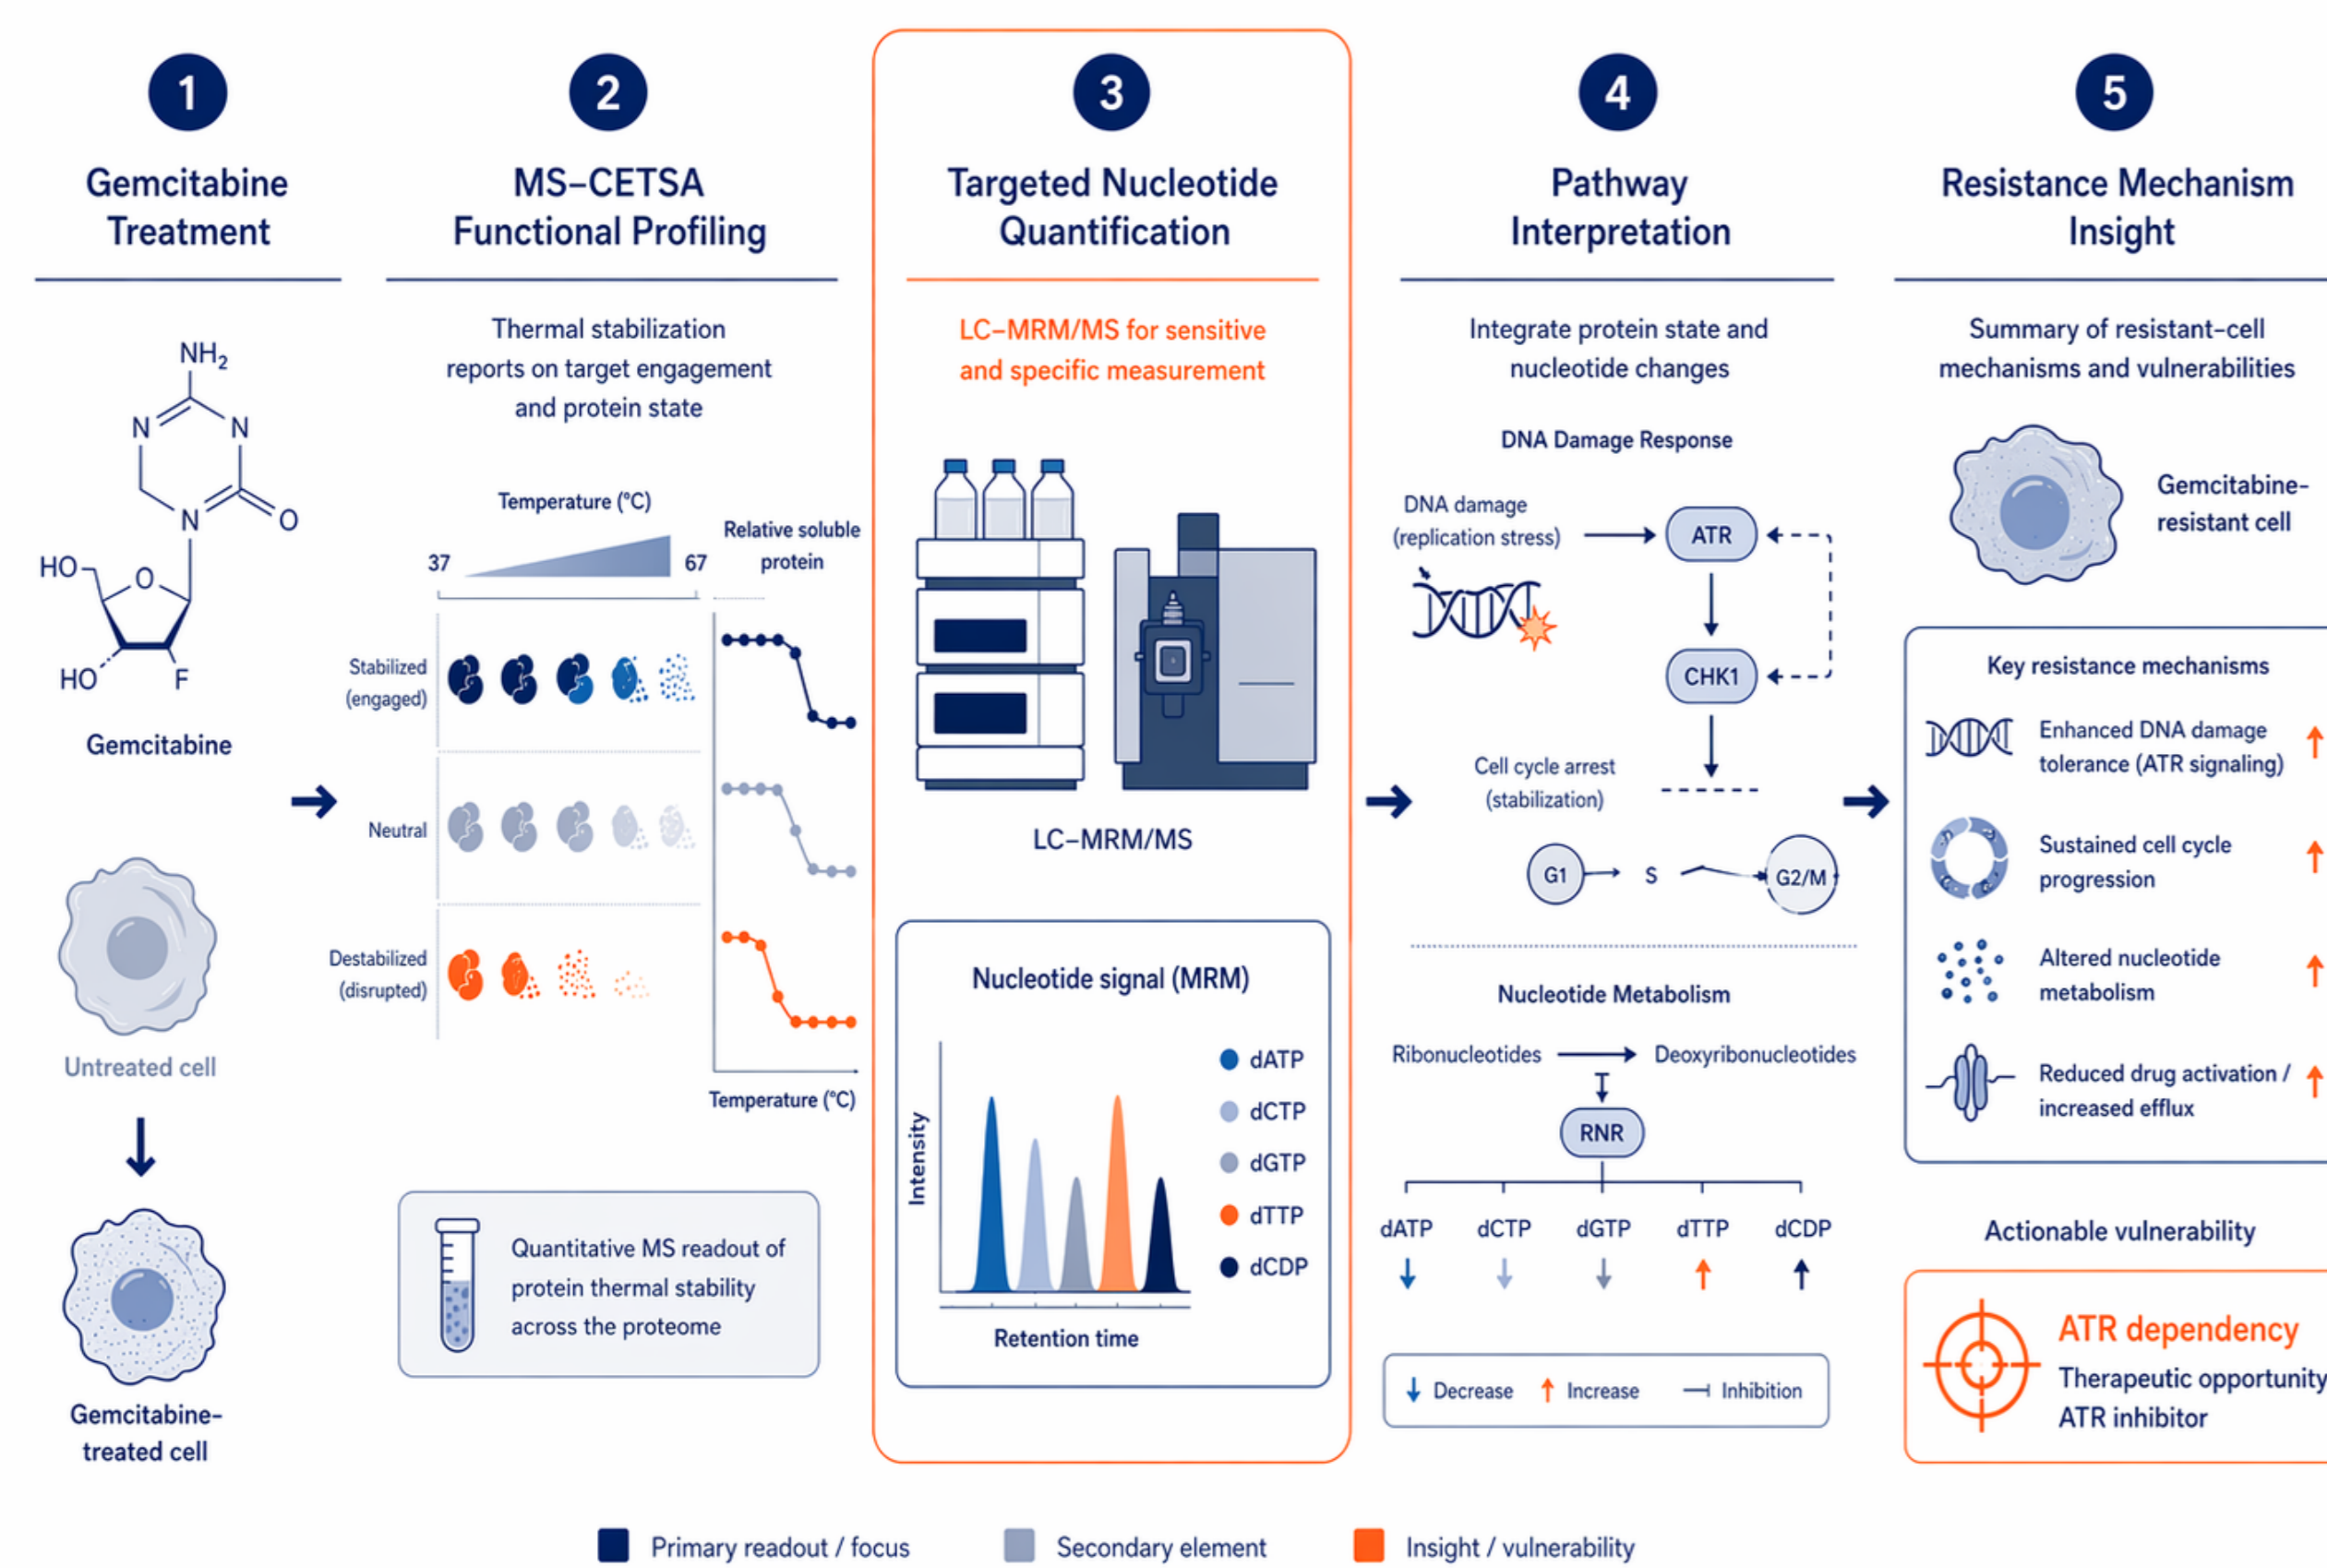 1
Gemcitabine
Treatment
NH2
N
N
N
O
HO
O
HO
F
Gemcitabine
Untreated cell
Gemcitabine-
treated cell
2
MS–CETSA
Functional Profiling
Thermal stabilization
reports on target engagement
and protein state
Temperature (°C)
37
67
Relative soluble
protein
Stabilized
(engaged)
Neutral
Destabilized
(disrupted)
Temperature (°C)
Quantitative MS readout of
protein thermal stability
across the proteome
3
Targeted Nucleotide
Quantification
LC–MRM/MS for sensitive
and specific measurement
LC–MRM/MS
Nucleotide signal (MRM)
Intensity
dATP
dCTP
dGTP
dTTP
dCDP
Retention time
4
Pathway
Interpretation
Integrate protein state and
nucleotide changes
DNA Damage Response
DNA damage
(replication stress)
ATR
CHK1
Cell cycle arrest
(stabilization)
G1
S
G2/M
Nucleotide Metabolism
Ribonucleotides
Deoxyribonucleotides
RNR
dATP
dCTP
dGTP
dTTP
dCDP
Decrease
Increase
Inhibition
5
Resistance Mechanism
Insight
Summary of resistant-cell
mechanisms and vulnerabilities
Gemcitabine-
resistant cell
Key resistance mechanisms
Enhanced DNA damage
tolerance (ATR signaling)
Sustained cell cycle
progression
Altered nucleotide
metabolism
Reduced drug activation /
increased efflux
Actionable vulnerability
ATR dependency
Therapeutic opportunity
ATR inhibitor
Primary readout / focus
Secondary element
Insight / vulnerability